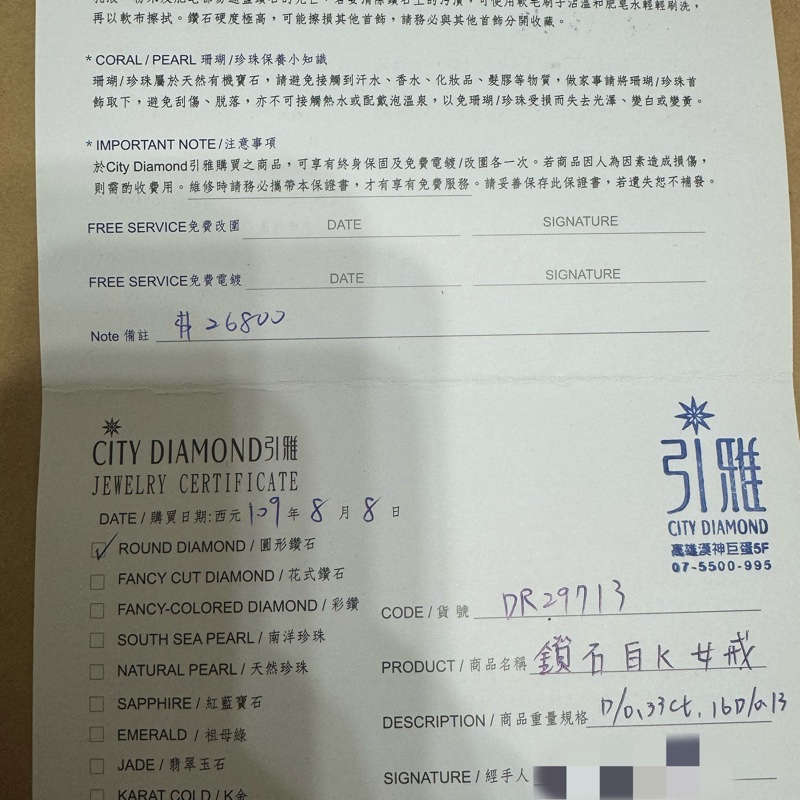 再以軟布擦拭。鑽石硬度極高，可能擦損其他首飾，請務必與其他首飾分開收藏。
* CORAL / PEARL 珊瑚/珍珠保養小知識
珊瑚/珍珠屬於天然有機寶石，請避免接觸到汗水、香水、化妝品、髮膠等物質，做家事請將珊瑚/珍珠首
飾取下，避免刮傷、脫落，亦不可接觸熱水或配戴泡溫泉，以免珊瑚/珍珠受損而失去光澤、變白或變黃。
* IMPORTANT NOTE / 注意事項
於City Diamond引雅購買之商品，可享有終身保固及免費電鍍/改圍各一次。若商品因人為因素造成損傷，
則需酌收費用。維修時請務必攜帶本保證書，才有享有免費服務。請妥善保存此保證書，若遺失恕不補發。
FREE SERVICE免費改圍 DATE SIGNATURE
FREE SERVICE免費電鍍 DATE SIGNATURE
Note 備註 # 26800
CITY DIAMOND引雅
JEWELRY CERTIFICATE
引雅
CITY DIAMOND
高雄漢神巨蛋5F
07-5500-995
DATE / 購買日期:西元 109 年 8 月 8 日
ROUND DIAMOND / 圓形鑽石
FANCY CUT DIAMOND / 花式鑽石
FANCY-COLORED DIAMOND / 彩鑽
SOUTH SEA PEARL / 南洋珍珠
NATURAL PEARL / 天然珍珠
SAPPHIRE / 紅藍寶石
EMERALD / 祖母綠
JADE / 翡翠玉石
KARAT GOLD / K金
CODE / 貨號 DR29713
PRODUCT / 商品名稱 鑽石白K女戒
DESCRIPTION / 商品重量規格 D/0.33ct. 16D/0.13
SIGNATURE / 經手人